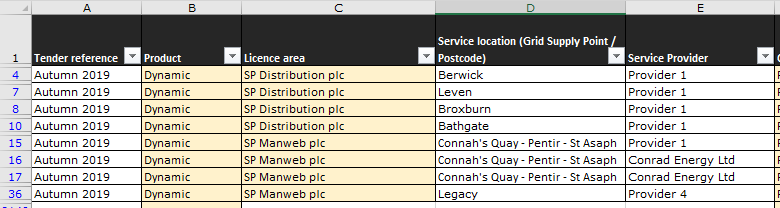 A B C D E
1 Tender reference Product Licence area Service location (Grid Supply Point / Postcode) Service Provider
4 Autumn 2019 Dynamic SP Distribution plc Berwick Provider 1
7 Autumn 2019 Dynamic SP Distribution plc Leven Provider 1
8 Autumn 2019 Dynamic SP Distribution plc Broxburn Provider 1
10 Autumn 2019 Dynamic SP Distribution plc Bathgate Provider 1
15 Autumn 2019 Dynamic SP Manweb plc Connah's Quay - Pentir - St Asaph Provider 1
16 Autumn 2019 Dynamic SP Manweb plc Connah's Quay - Pentir - St Asaph Conrad Energy Ltd
17 Autumn 2019 Dynamic SP Manweb plc Connah's Quay - Pentir - St Asaph Conrad Energy Ltd
36 Autumn 2019 Dynamic SP Manweb plc Legacy Provider 4